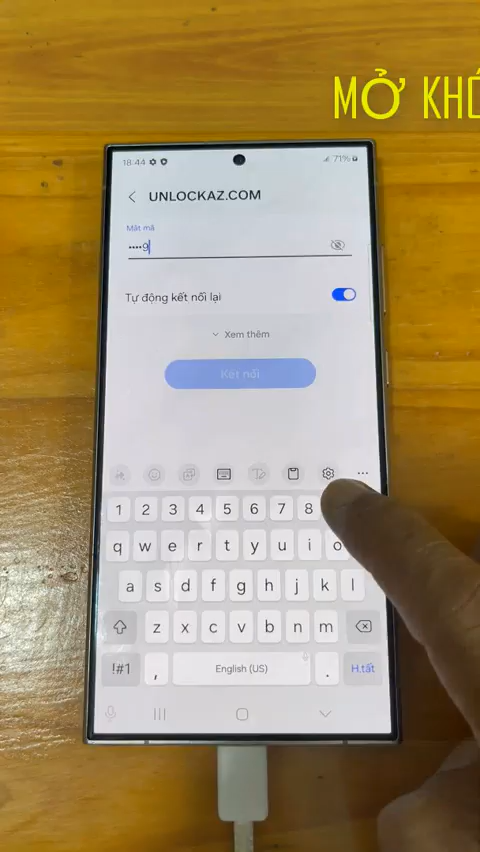 MỞ KHÓ
18:44
71%
UNLOCKAZ.COM
Mật mã
••••9
Tự động kết nối lại
Xem thêm
Kết nối
1 2 3 4 5 6 7 8
q w e r t y u i o
a s d f g h j k l
z x c v b n m
!#1 , English (US) . H.tất